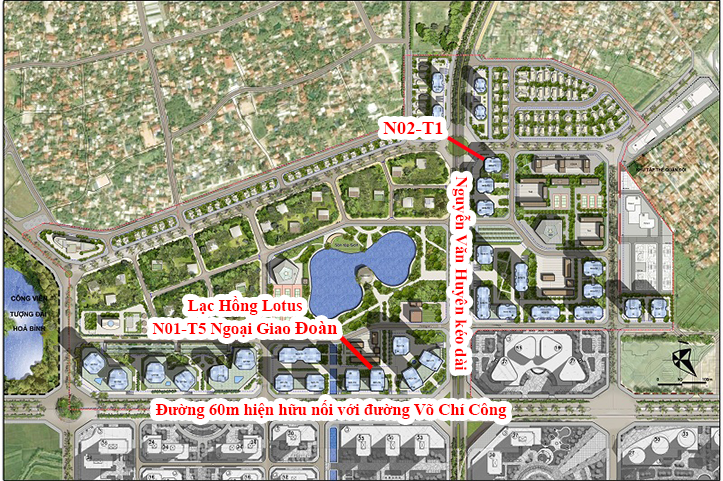 N02-T1
Nguyễn Văn Huyên kéo dài
CÔNG VIÊN
TƯỢNG ĐÀI
HOÀ BÌNH
Lạc Hồng Lotus
N01-T5 Ngoại Giao Đoàn
Đường 60m hiện hữu nối với đường Võ Chí Công